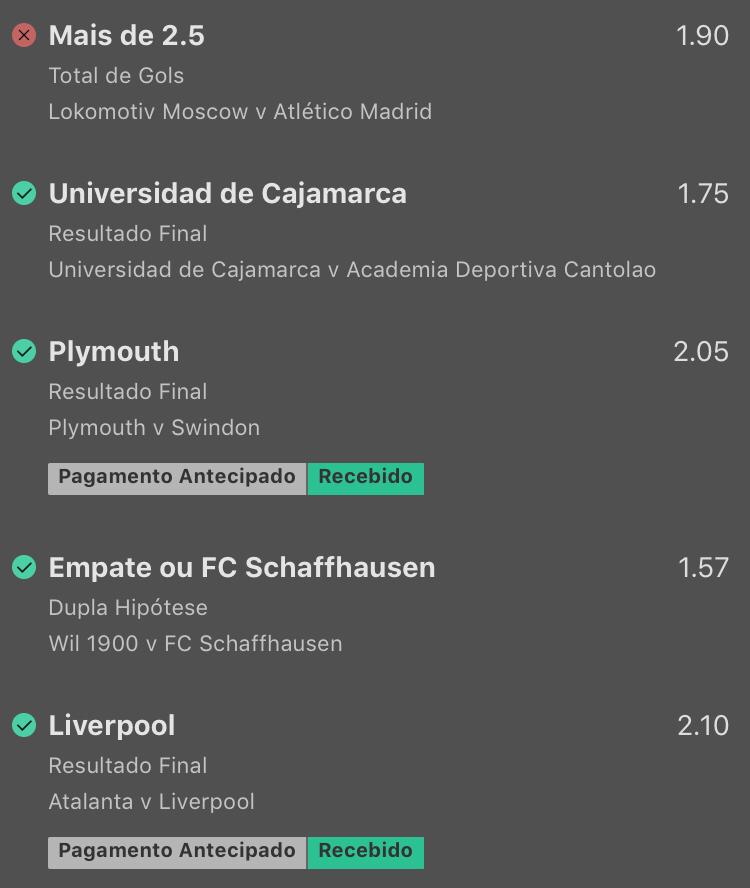 Mais de 2.5 1.90
Total de Gols
Lokomotiv Moscow v Atlético Madrid
Universidad de Cajamarca 1.75
Resultado Final
Universidad de Cajamarca v Academia Deportiva Cantolao
Plymouth 2.05
Resultado Final
Plymouth v Swindon
Pagamento Antecipado Recebido
Empate ou FC Schaffhausen 1.57
Dupla Hipótese
Wil 1900 v FC Schaffhausen
Liverpool 2.10
Resultado Final
Atalanta v Liverpool
Pagamento Antecipado Recebido